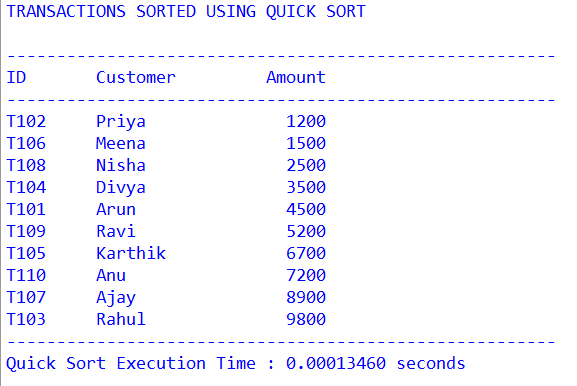 TRANSACTIONS SORTED USING QUICK SORT
-------------------------------------------------------
ID       Customer         Amount
-------------------------------------------------------
T102     Priya              1200
T106     Meena              1500
T108     Nisha              2500
T104     Divya              3500
T101     Arun               4500
T109     Ravi               5200
T105     Karthik            6700
T110     Anu                7200
T107     Ajay               8900
T103     Rahul              9800
-------------------------------------------------------
Quick Sort Execution Time : 0.00013460 seconds